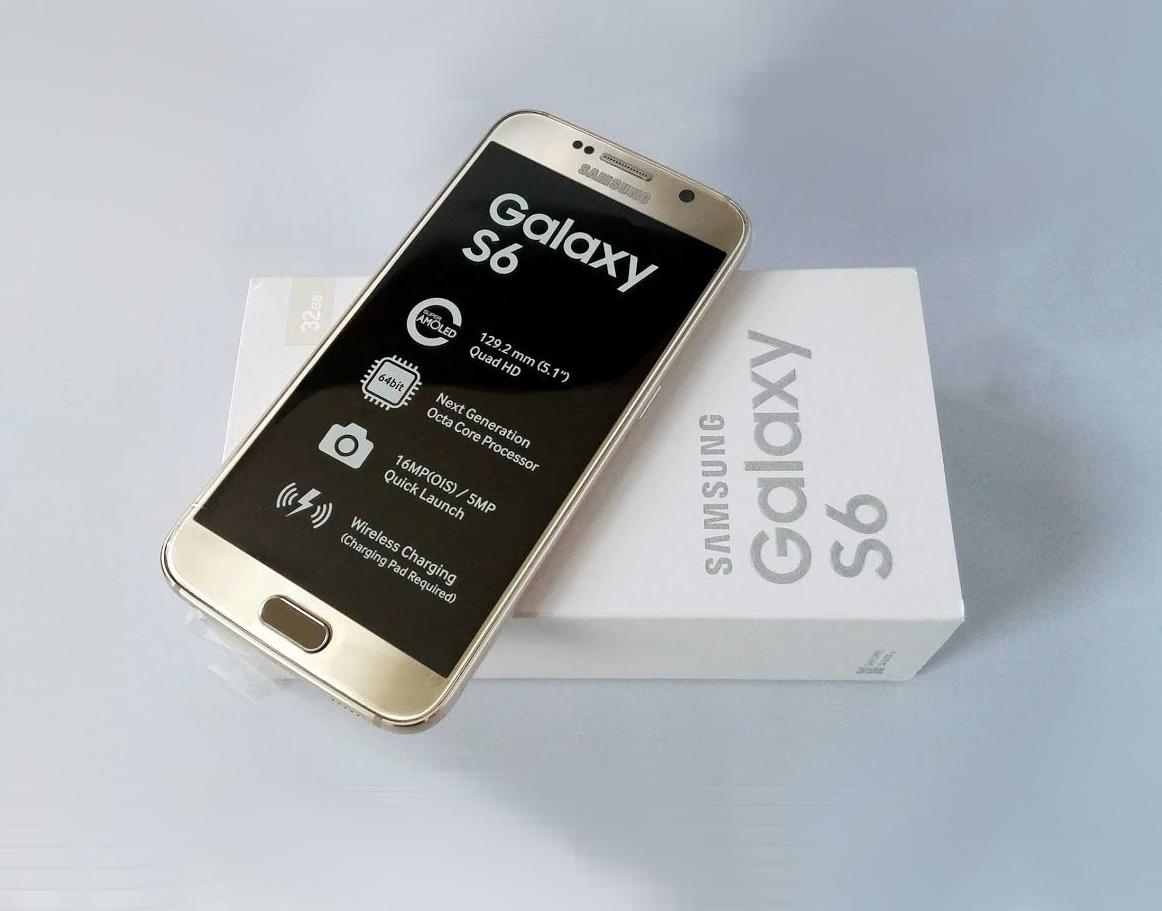 SAMSUNG
Galaxy
S6
SUPER
AMOLED
129.2 mm (5.1")
Quad HD
64bit
Next Generation
Octa Core Processor
16MP(OIS) / 5MP
Quick Launch
Wireless Charging
(Charging Pad Required)
32GB
SAMSUNG
Galaxy
S6